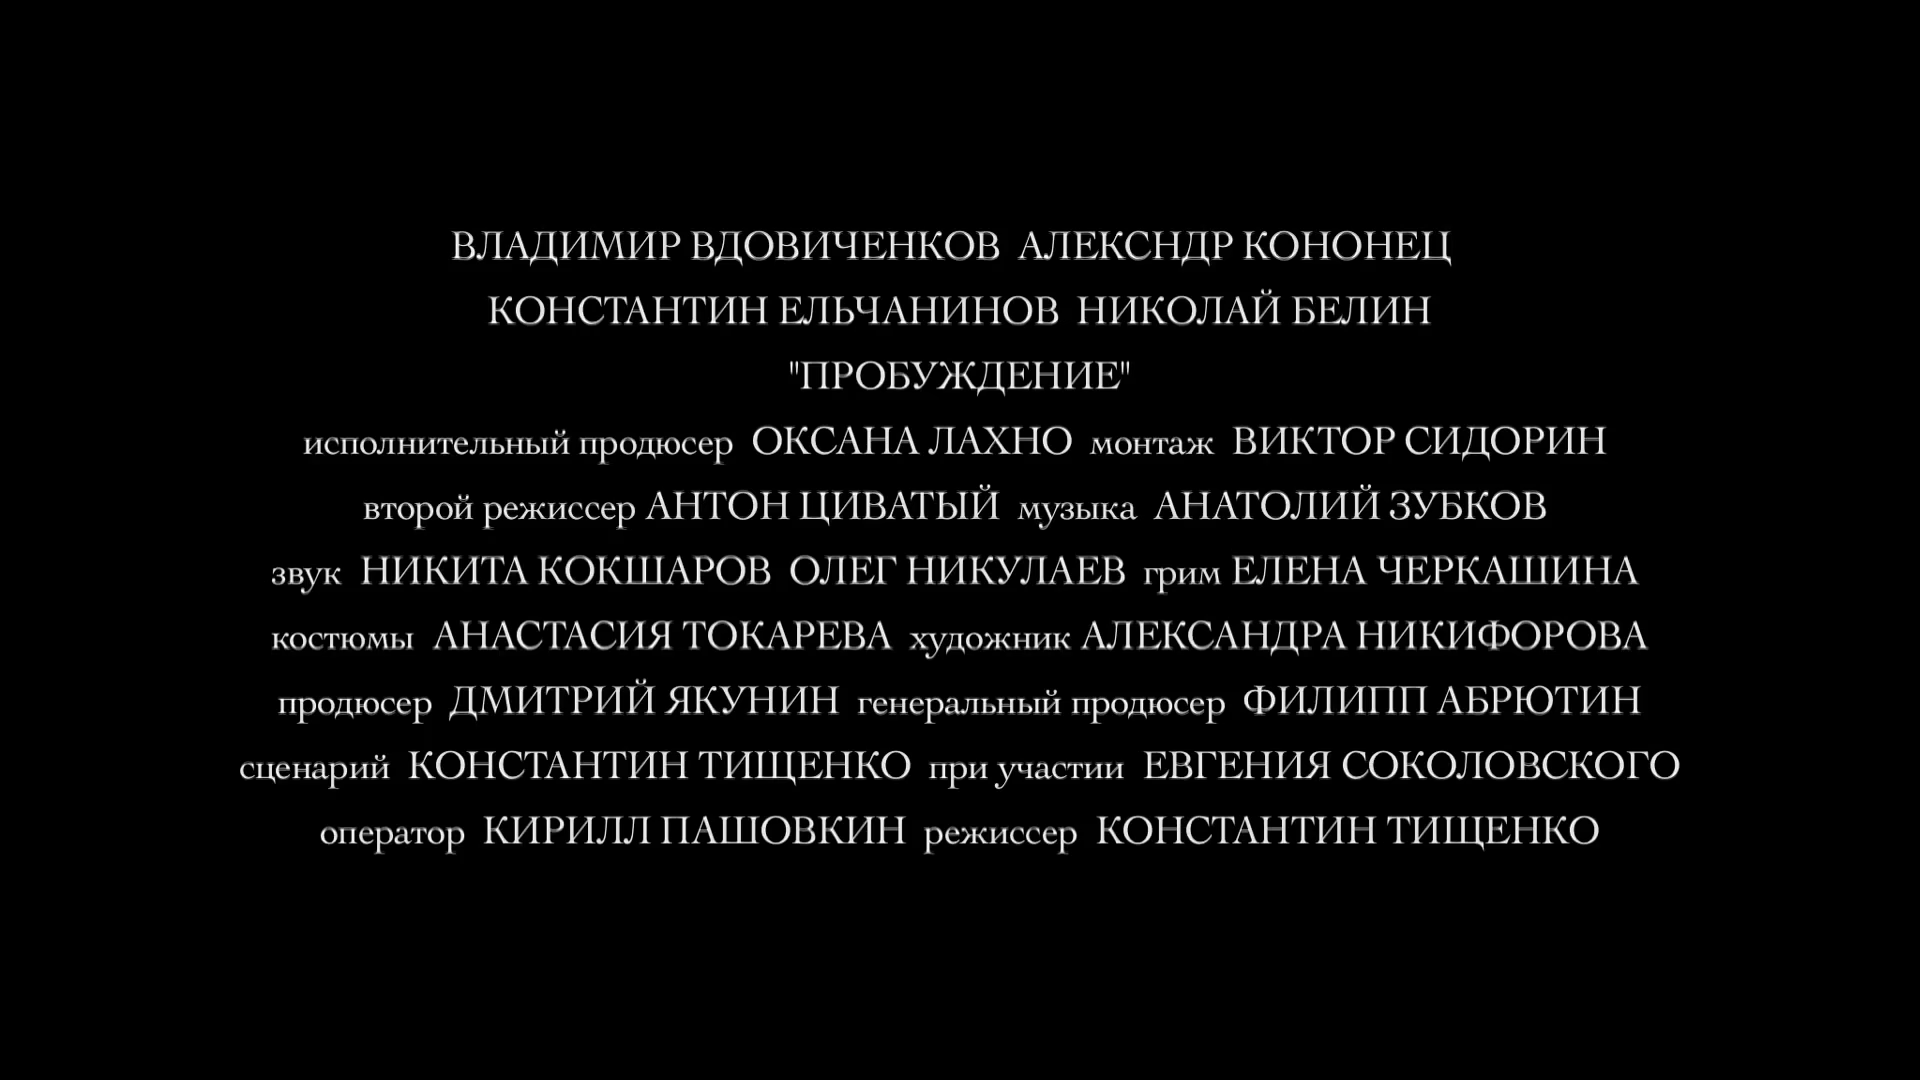 ВЛАДИМИР ВДОВИЧЕНКОВ АЛЕКСНДР КОНОНЕЦ
КОНСТАНТИН ЕЛЬЧАНИНОВ НИКОЛАЙ БЕЛИН
"ПРОБУЖДЕНИЕ"
исполнительный продюсер ОКСАНА ЛАХНО монтаж ВИКТОР СИДОРИН
второй режиссер АНТОН ЦИВАТЫЙ музыка АНАТОЛИЙ ЗУБКОВ
звук НИКИТА КОКШАРОВ ОЛЕГ НИКУЛАЕВ грим ЕЛЕНА ЧЕРКАШИНА
костюмы АНАСТАСИЯ ТОКАРЕВА художник АЛЕКСАНДРА НИКИФОРОВА
продюсер ДМИТРИЙ ЯКУНИН генеральный продюсер ФИЛИПП АБРЮТИН
сценарий КОНСТАНТИН ТИЩЕНКО при участии ЕВГЕНИЯ СОКОЛОВСКОГО
оператор КИРИЛЛ ПАШОВКИН режиссер КОНСТАНТИН ТИЩЕНКО